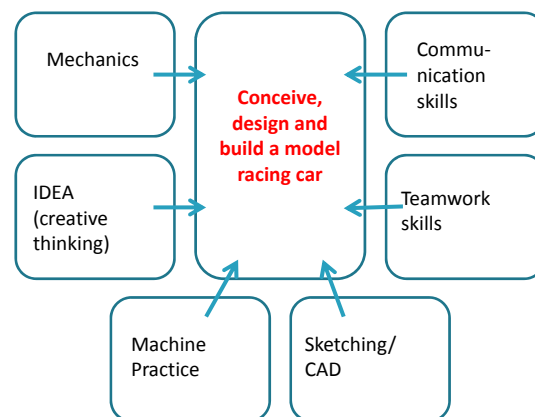 Mechanics
Conceive,
design and
build a model
racing car
Commu-
nication
skills
IDEA
(creative
thinking)
Teamwork
skills
Machine
Practice
Sketching/
CAD